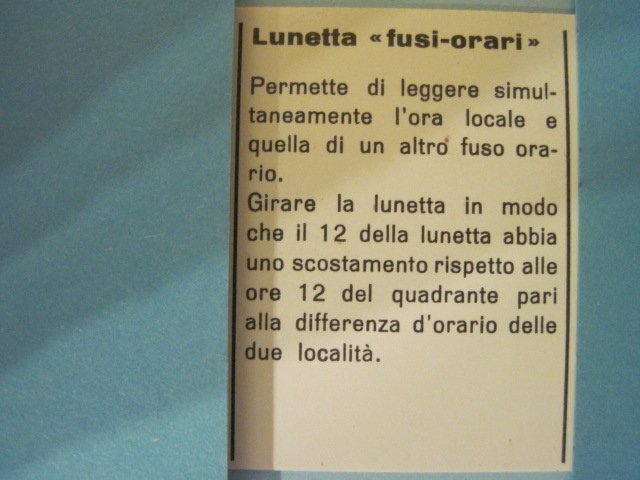 Lunetta «fusi-orari»
Permette di leggere simul-
taneamente l'ora locale e
quella di un altro fuso ora-
rio.
Girare la lunetta in modo
che il 12 della lunetta abbia
uno scostamento rispetto alle
ore 12 del quadrante pari
alla differenza d'orario delle
due località.